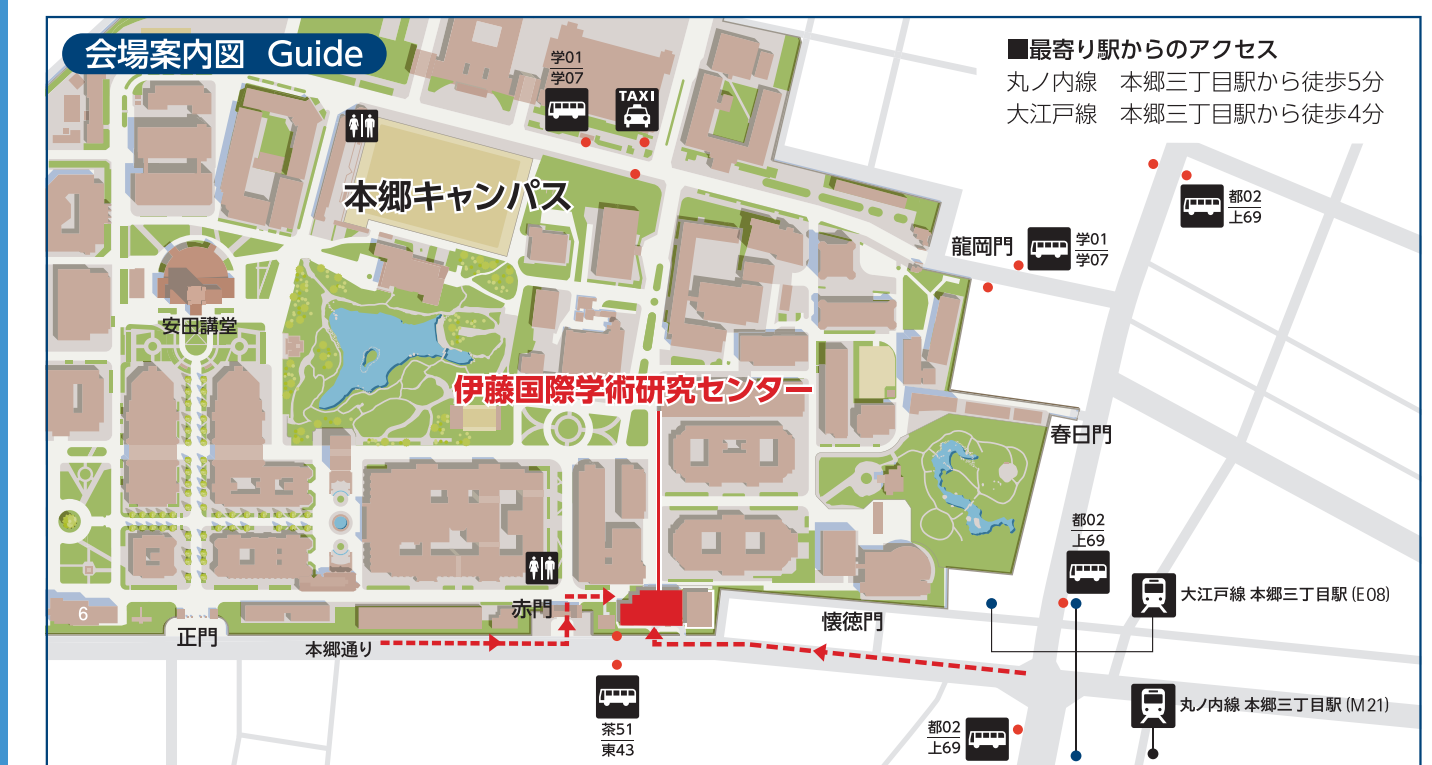 会場案内図 Guide
■最寄り駅からのアクセス
丸ノ内線 本郷三丁目駅から徒歩5分
大江戸線 本郷三丁目駅から徒歩4分
学01
学07
TAXI
本郷キャンパス
都02
上69
龍岡門
学01
学07
安田講堂
伊藤国際学術研究センター
春日門
都02
上69
大江戸線 本郷三丁目駅 (E08)
6
赤門
懐徳門
正門
本郷通り
丸ノ内線 本郷三丁目駅 (M21)
茶51
東43
都02
上69